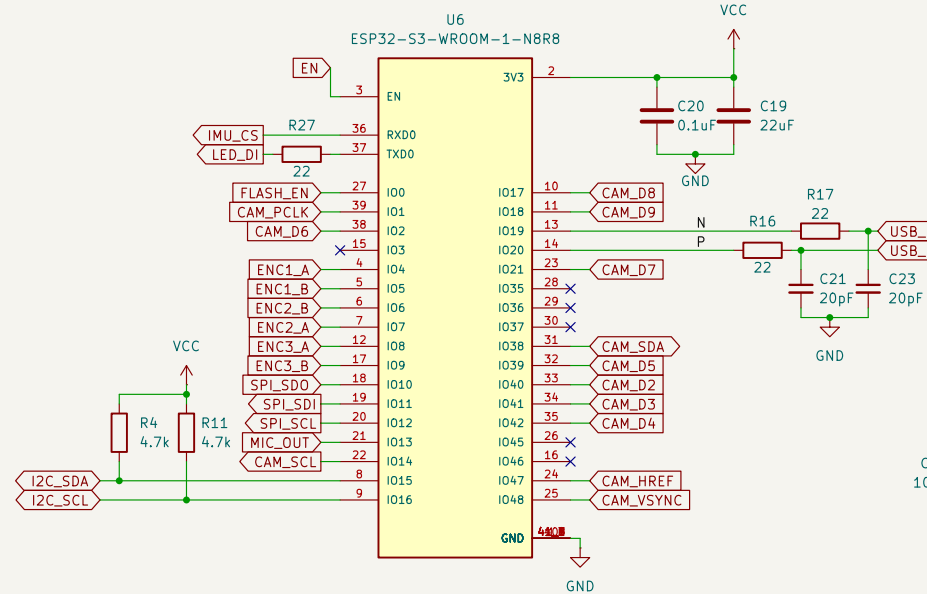 U6
ESP32-S3-WROOM-1-N8R8
VCC
EN
3 EN
3V3 2
C20
0.1uF
C19
22uF
GND
IMU_CS 36 RXD0
R27
LED_DI 37 TXD0
22
FLASH_EN 27 IO0
CAM_PCLK 39 IO1
CAM_D6 38 IO2
15 IO3
ENC1_A 4 IO4
ENC1_B 5 IO5
ENC2_B 6 IO6
ENC2_A 7 IO7
ENC3_A 12 IO8
ENC3_B 17 IO9
SPI_SDO 18 IO10
SPI_SDI 19 IO11
SPI_SCL 20 IO12
MIC_OUT 21 IO13
CAM_SCL 22 IO14
I2C_SDA 8 IO15
I2C_SCL 9 IO16
VCC
R4
4.7k
R11
4.7k
IO17 10 CAM_D8
IO18 11 CAM_D9
IO19 13 N
IO20 14 P
IO21 23 CAM_D7
IO35 28
IO36 29
IO37 30
IO38 31 CAM_SDA
IO39 32 CAM_D5
IO40 33 CAM_D2
IO41 34 CAM_D3
IO42 35 CAM_D4
IO45 26
IO46 16
IO47 24 CAM_HREF
IO48 25 CAM_VSYNC
GND
GND
R17
22
R16
22
USB_
USB_
C21
20pF
C23
20pF
GND